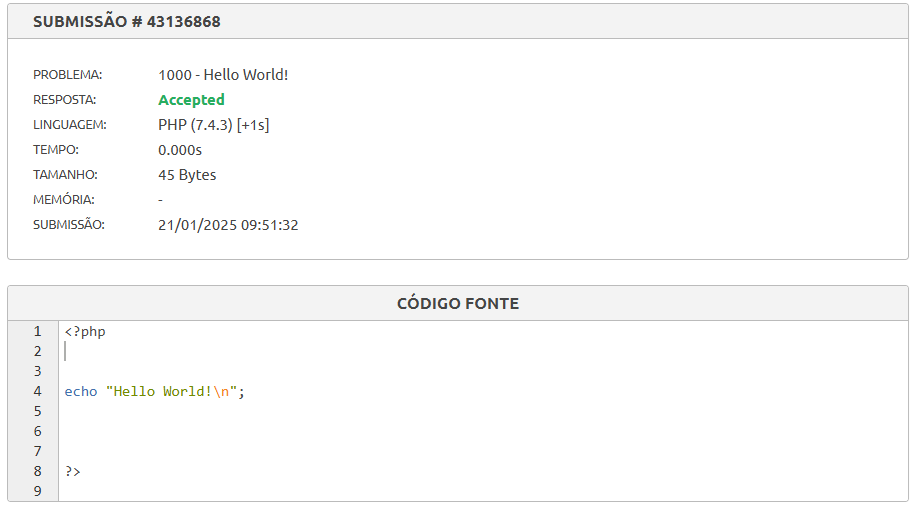 SUBMISSÃO # 43136868
PROBLEMA: 1000 - Hello World!
RESPOSTA: Accepted
LINGUAGEM: PHP (7.4.3) [+1s]
TEMPO: 0.000s
TAMANHO: 45 Bytes
MEMÓRIA: -
SUBMISSÃO: 21/01/2025 09:51:32
CÓDIGO FONTE
1 <?php
2
3
4 echo "Hello World!\n";
5
6
7
8 ?>
9